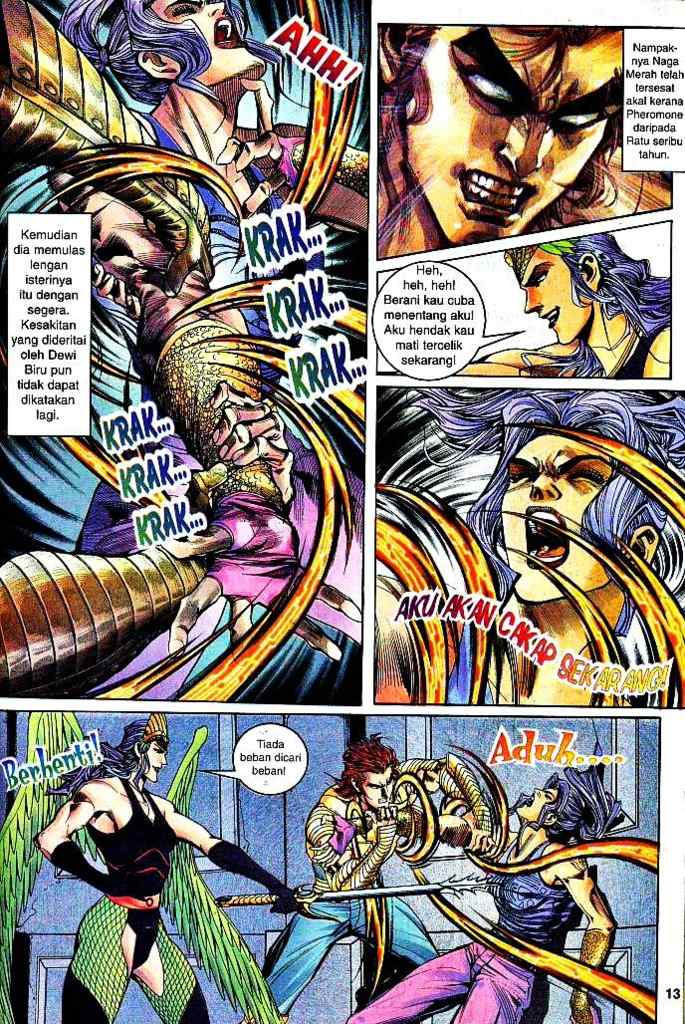 AHH!
KRAK...
KRAK...
KRAK...
Kemudian
dia memulas
lengan
isterinya
itu dengan
segera.
Kesakitan
yang dideritai
oleh Dewi
Biru pun
tidak dapat
dikatakan
lagi.
KRAK...
KRAK...
KRAK...
Nampak-
nya Naga
Merah telah
tersesat
akal kerana
Pheromone
daripada
Ratu seribu
tahun.
Heh,
heh, heh!
Berani kau cuba
menentang aku!
Aku hendak kau
mati tercelik
sekarang!
AKU AKAN CAKAP SEKARANG!
Berhenti!
Tiada
beban dicari
beban!
Aduh....
13